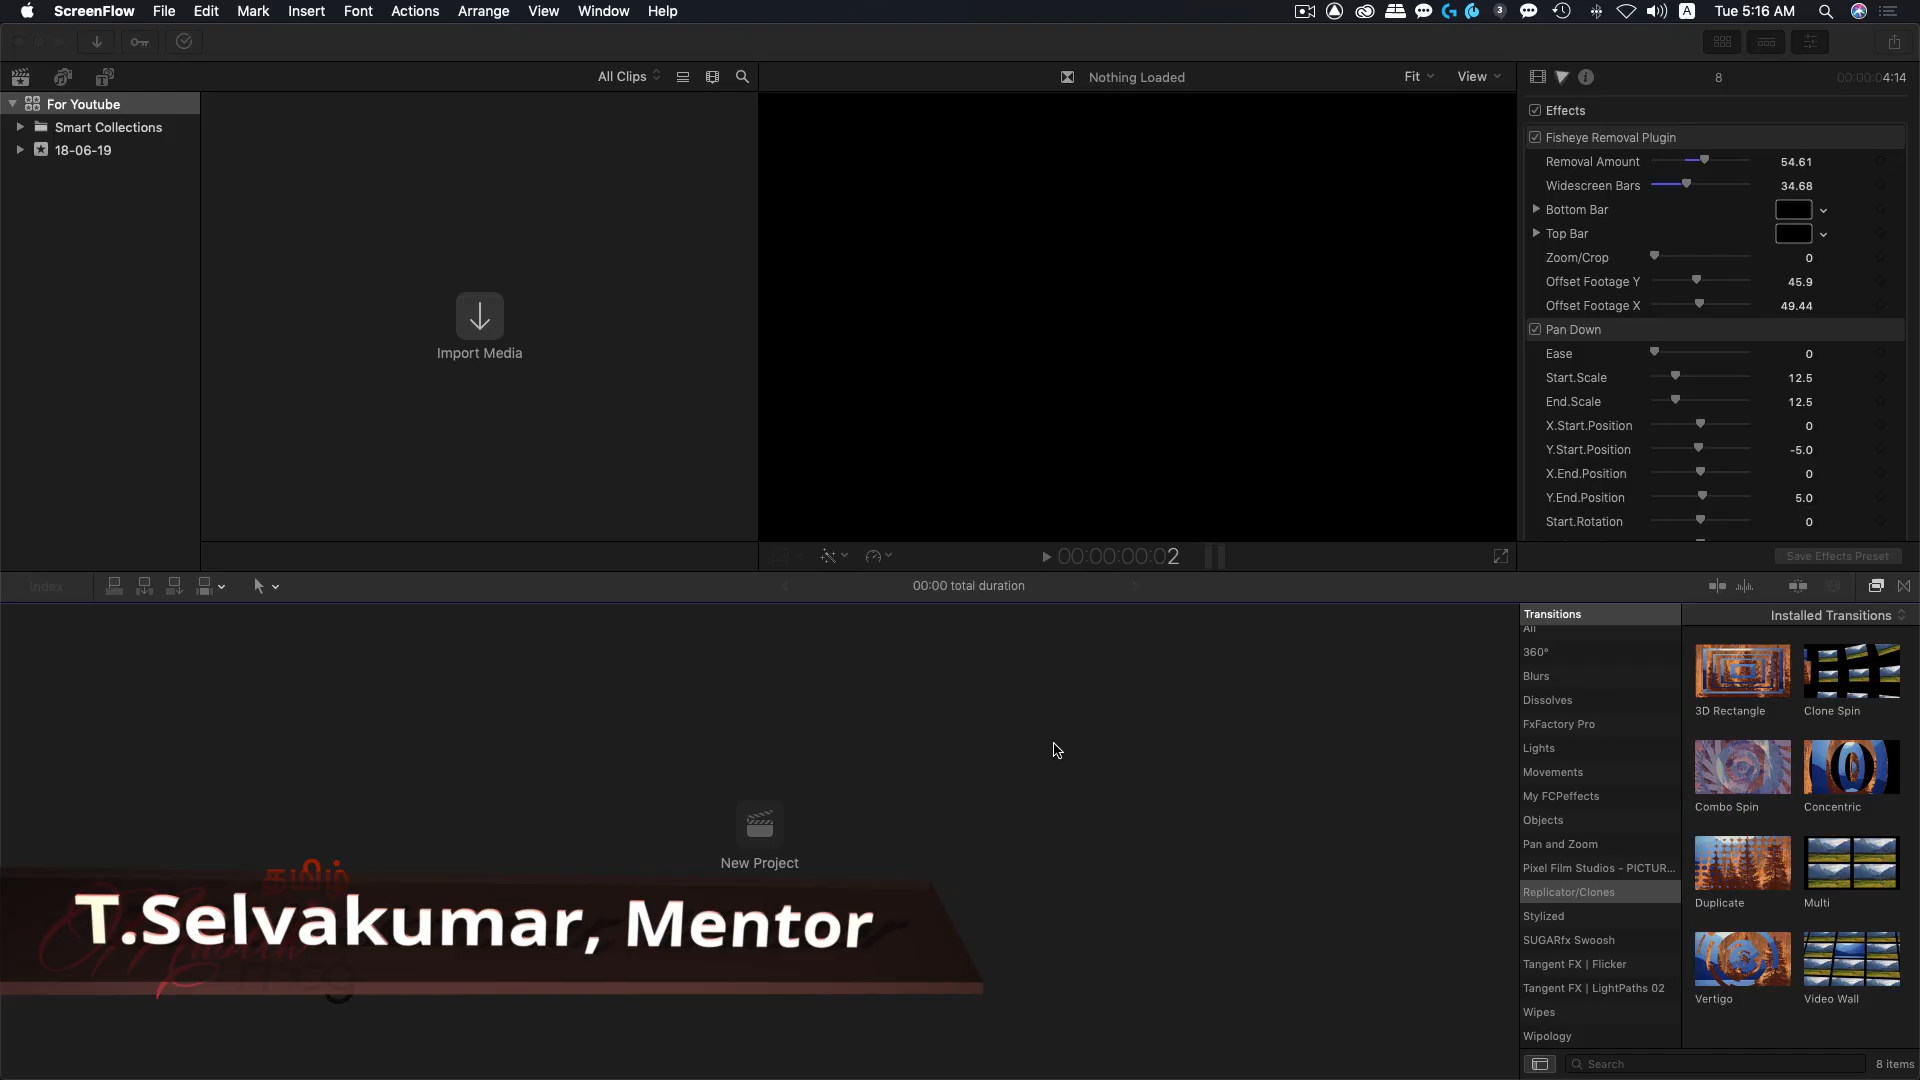 ScreenFlow File Edit Mark Insert Font Actions Arrange View Window Help
3 A Tue 5:16 AM
All Clips
Nothing Loaded
Fit View
8
00:00:04:14
For Youtube
Smart Collections
18-06-19
Import Media
Effects
Fisheye Removal Plugin
Removal Amount 54.61
Widescreen Bars 34.68
Bottom Bar
Top Bar
Zoom/Crop 0
Offset Footage Y 45.9
Offset Footage X 49.44
Pan Down
Ease 0
Start.Scale 12.5
End.Scale 12.5
X.Start.Position 0
Y.Start.Position -5.0
X.End.Position 0
Y.End.Position 5.0
Start.Rotation 0
00:00:00:02
Save Effects Preset
Index
00:00 total duration
Transitions
Installed Transitions
All
360°
Blurs
Dissolves
FxFactory Pro
Lights
Movements
My FCPeffects
Objects
Pan and Zoom
Pixel Film Studios - PICTUR...
Replicator/Clones
Stylized
SUGARfx Swoosh
Tangent FX | Flicker
Tangent FX | LightPaths 02
Wipes
Wipology
3D Rectangle Clone Spin
Combo Spin Concentric
Duplicate Multi
Vertigo Video Wall
Search
8 items
New Project
தமிழ்
T.Selvakumar, Mentor